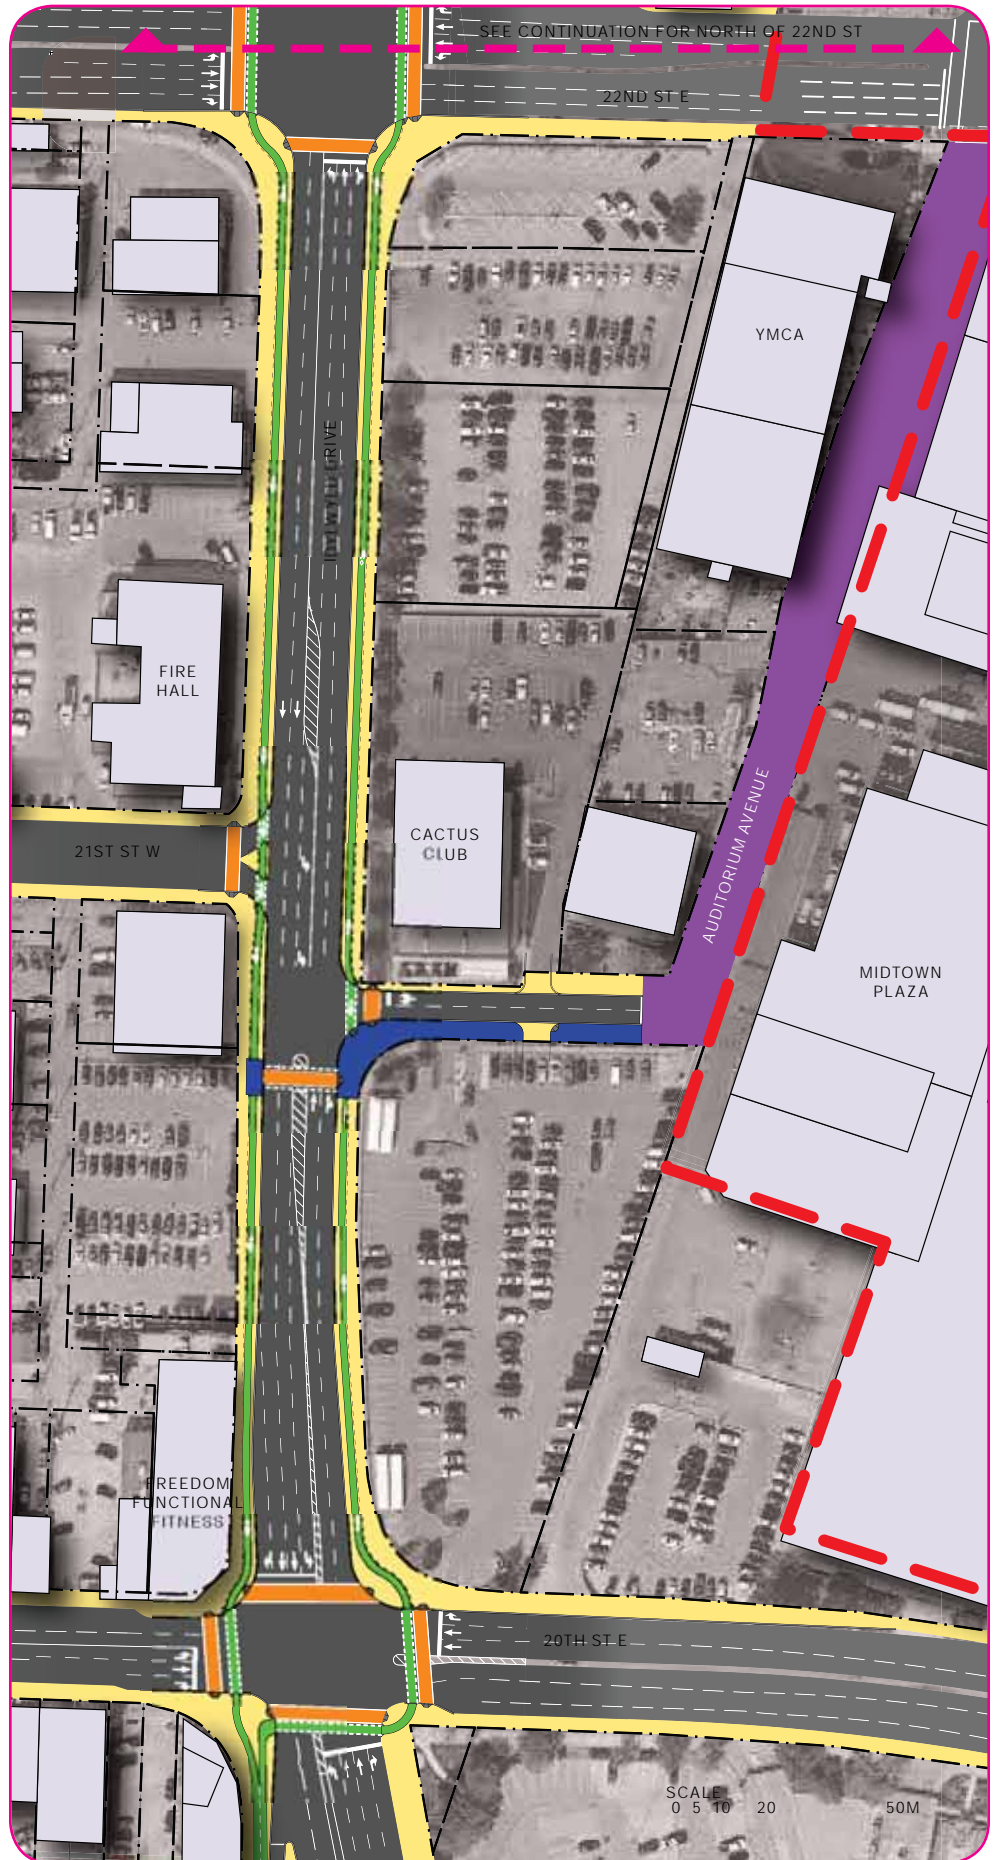 SEE CONTINUATION FOR NORTH OF 22ND ST
22ND ST E
YMCA
IDYLWYLD DRIVE
FIRE
HALL
CACTUS
CLUB
21ST ST W
AUDITORIUM AVENUE
MIDTOWN
PLAZA
FREEDOM
FUNCTIONAL
FITNESS
20TH ST E
SCALE
0 5 10 20 50M